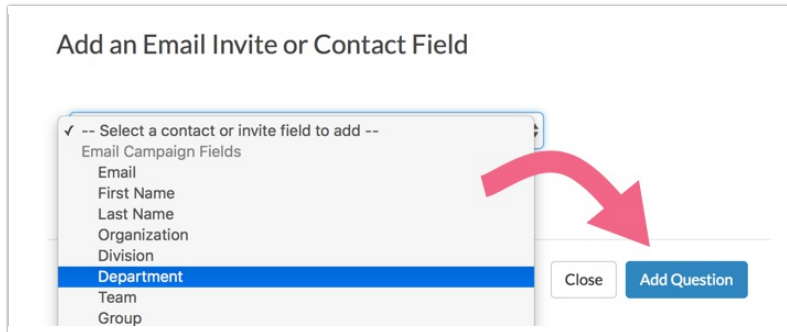 Add an Email Invite or Contact Field
✓ -- Select a contact or invite field to add --
Email Campaign Fields
Email
First Name
Last Name
Organization
Division
Department
Team
Group
Close
Add Question